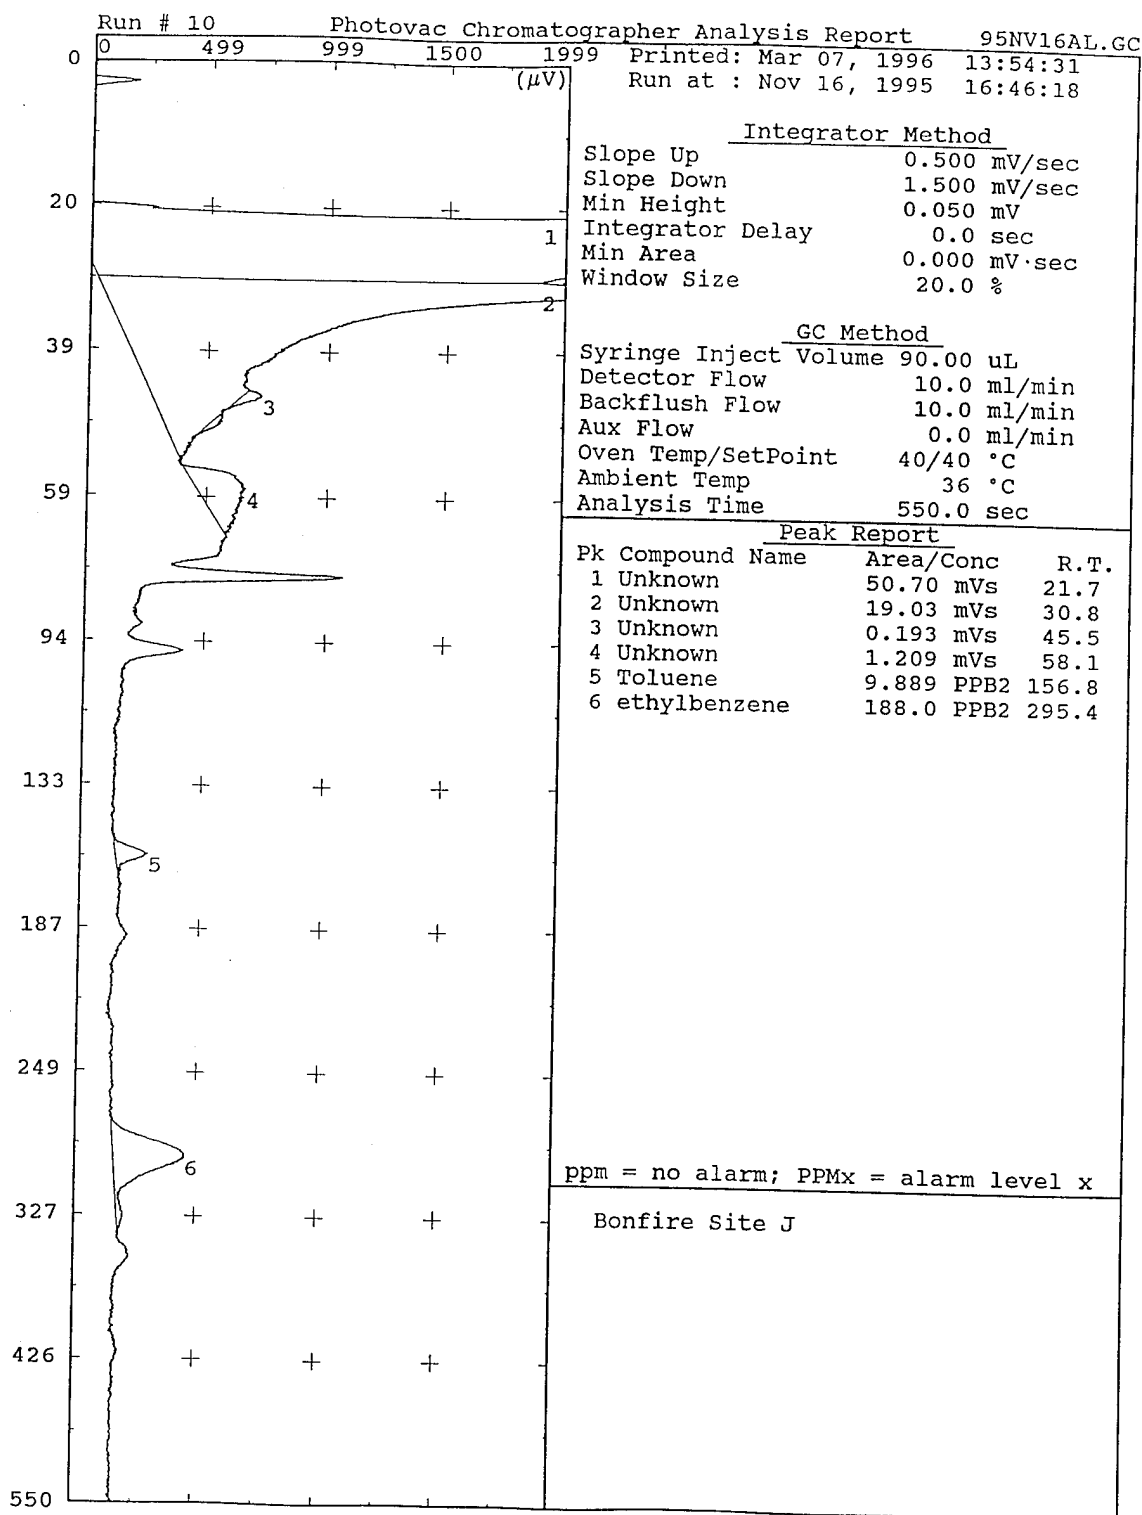 Run # 10 Photovac Chromatographer Analysis Report 95NV16AL.GC
0 499 999 1500 1999 Printed: Mar 07, 1996 13:54:31
(µV) Run at : Nov 16, 1995 16:46:18
Integrator Method
Slope Up 0.500 mV/sec
Slope Down 1.500 mV/sec
Min Height 0.050 mV
Integrator Delay 0.0 sec
Min Area 0.000 mV·sec
Window Size 20.0 %
GC Method
Syringe Inject Volume 90.00 uL
Detector Flow 10.0 ml/min
Backflush Flow 10.0 ml/min
Aux Flow 0.0 ml/min
Oven Temp/SetPoint 40/40 °C
Ambient Temp 36 °C
Analysis Time 550.0 sec
Peak Report
Pk Compound Name Area/Conc R.T.
1 Unknown 50.70 mVs 21.7
2 Unknown 19.03 mVs 30.8
3 Unknown 0.193 mVs 45.5
4 Unknown 1.209 mVs 58.1
5 Toluene 9.889 PPB2 156.8
6 ethylbenzene 188.0 PPB2 295.4
ppm = no alarm; PPMx = alarm level x
Bonfire Site J
0
20
1
2
39
3
59
4
94
133
5
187
249
6
327
426
550